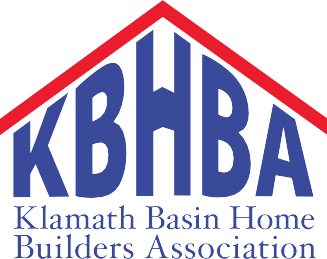 KBHBA
Klamath Basin Home
Builders Association